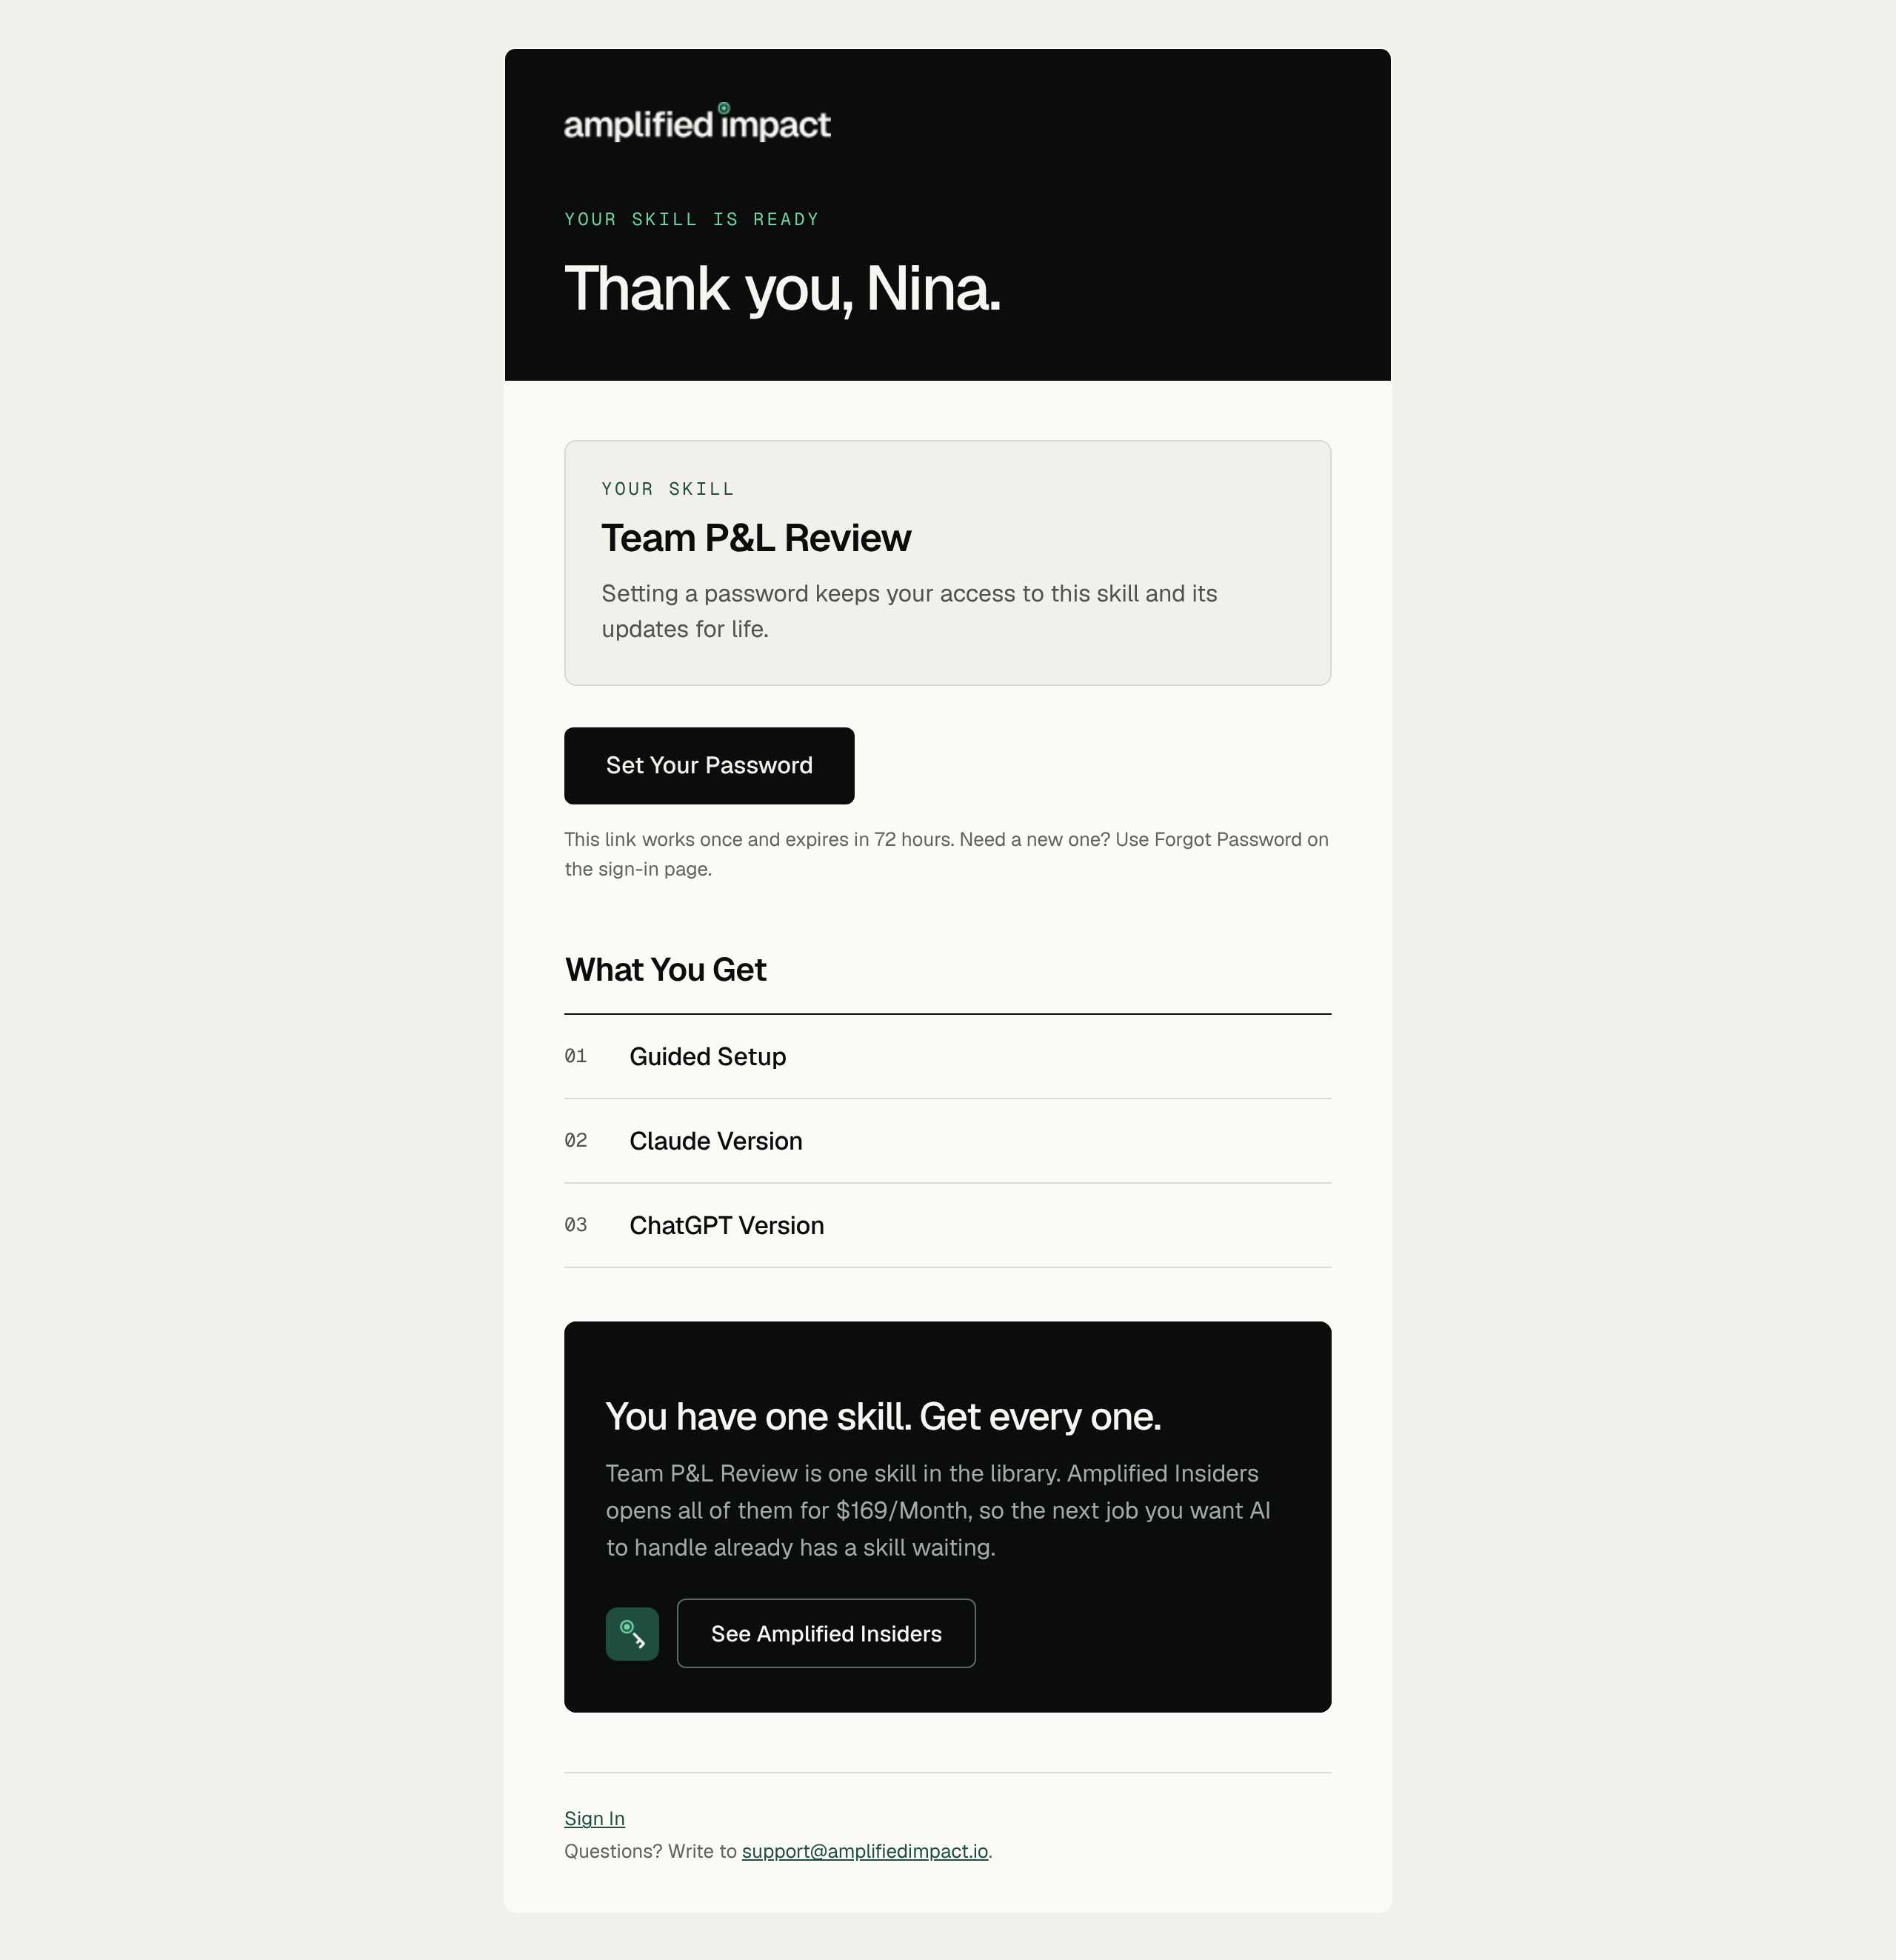 amplified impact
YOUR SKILL IS READY
Thank you, Nina.
YOUR SKILL
Team P&L Review
Setting a password keeps your access to this skill and its
updates for life.
Set Your Password
This link works once and expires in 72 hours. Need a new one? Use Forgot Password on
the sign-in page.
What You Get
01 Guided Setup
02 Claude Version
03 ChatGPT Version
You have one skill. Get every one.
Team P&L Review is one skill in the library. Amplified Insiders
opens all of them for $169/Month, so the next job you want AI
to handle already has a skill waiting.
See Amplified Insiders
Sign In
Questions? Write to support@amplifiedimpact.io.